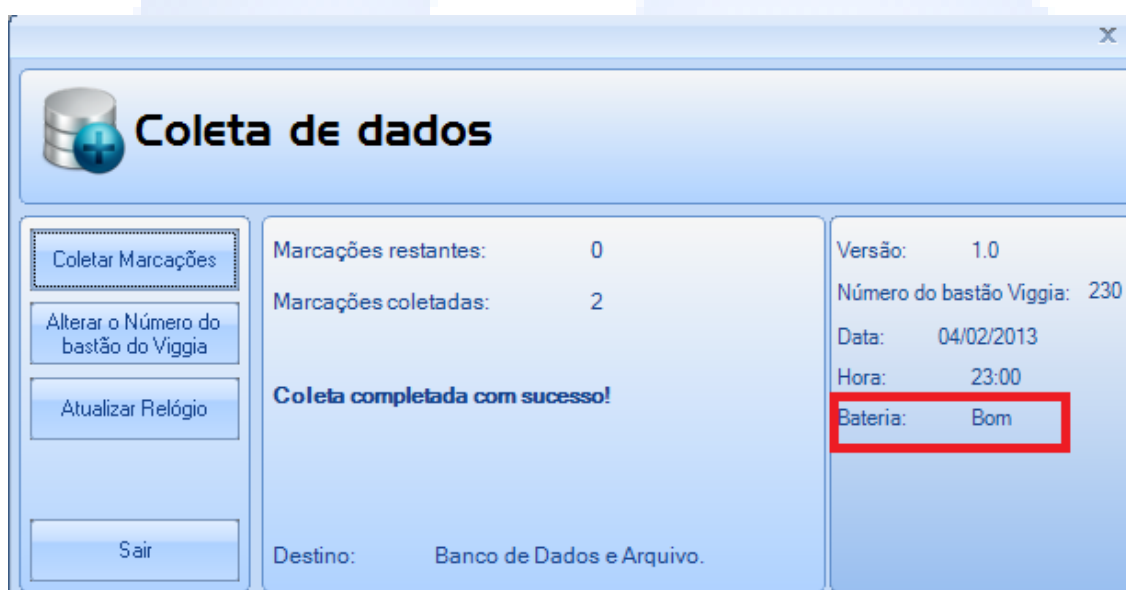 x
Coleta de dados
Coletar Marcações
Alterar o Número do
bastão do Viggia
Atualizar Relógio
Sair
Marcações restantes: 0
Marcações coletadas: 2
Coleta completada com sucesso!
Destino: Banco de Dados e Arquivo.
Versão: 1.0
Número do bastão Viggia: 230
Data: 04/02/2013
Hora: 23:00
Bateria: Bom